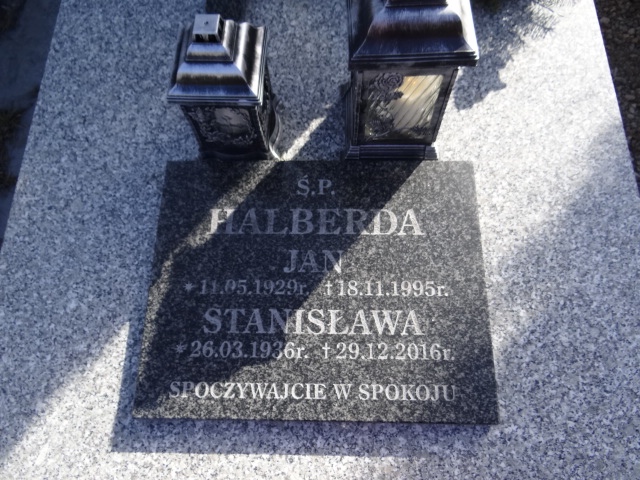 Ś.P.
HALBERDA
JAN
*11.05.1929r. †18.11.1995r.
STANISŁAWA
*26.03.1936r. †29.12.2016r.
SPOCZYWAJCIE W SPOKOJU